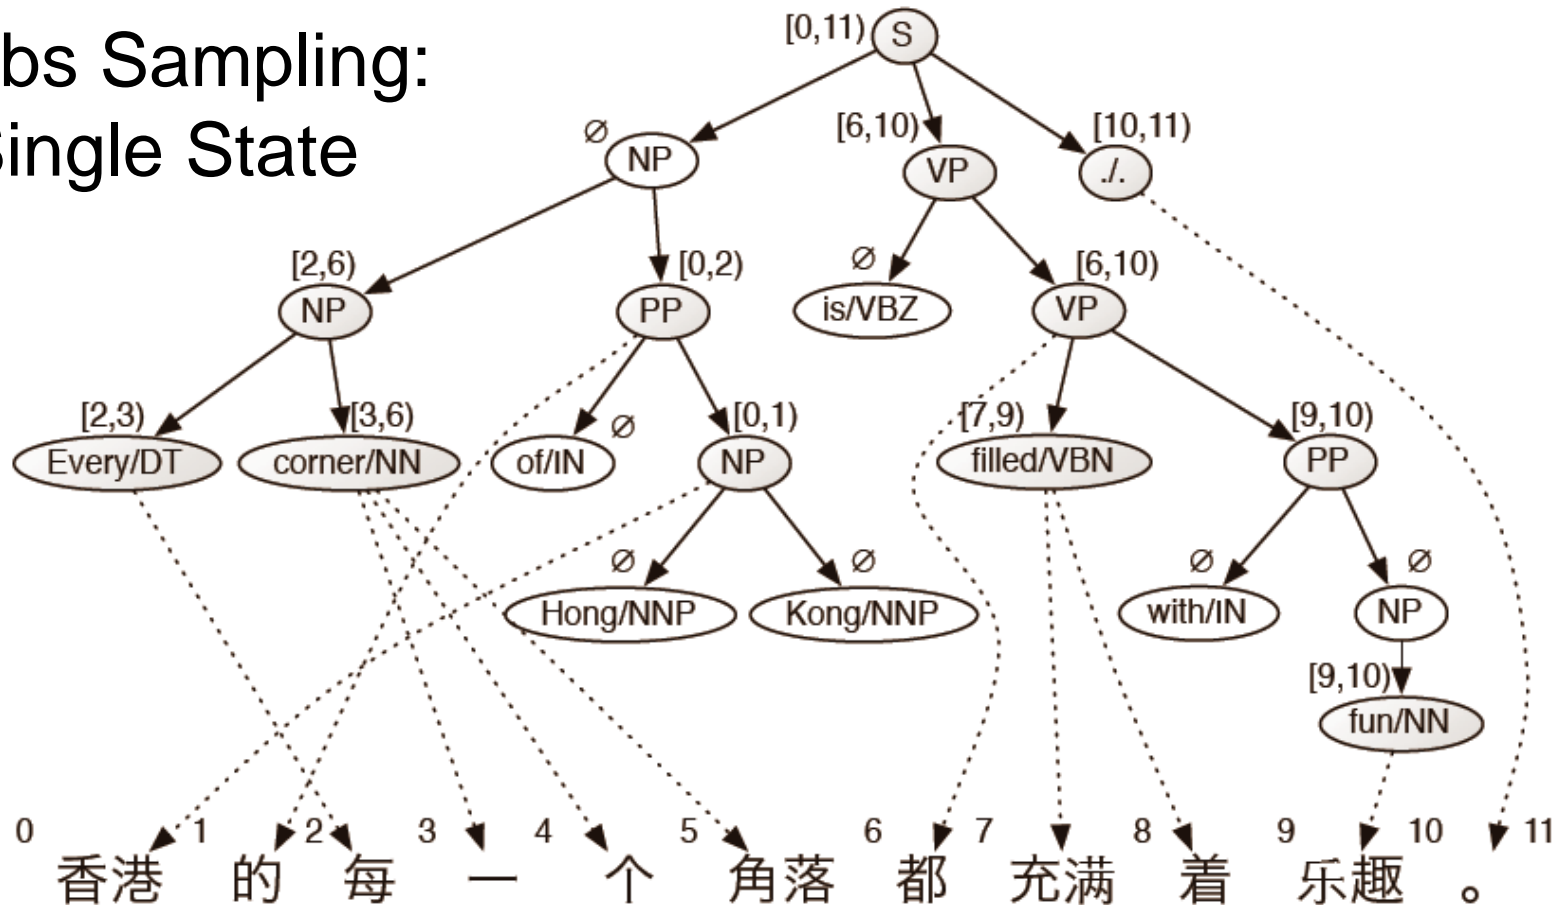 bs Sampling:
Single State
[0,11) S
∅ NP [6,10) VP [10,11) ./.
[2,6) NP PP [0,2) ∅ is/VBZ [6,10) VP
[2,3) Every/DT [3,6) corner/NN of/IN ∅ [0,1) NP [7,9) filled/VBN [9,10) PP
∅ Hong/NNP ∅ Kong/NNP ∅ with/IN ∅ NP
[9,10) fun/NN
0 1 2 3 4 5 6 7 8 9 10 11
香港 的 每 一 个 角落 都 充满 着 乐趣 。